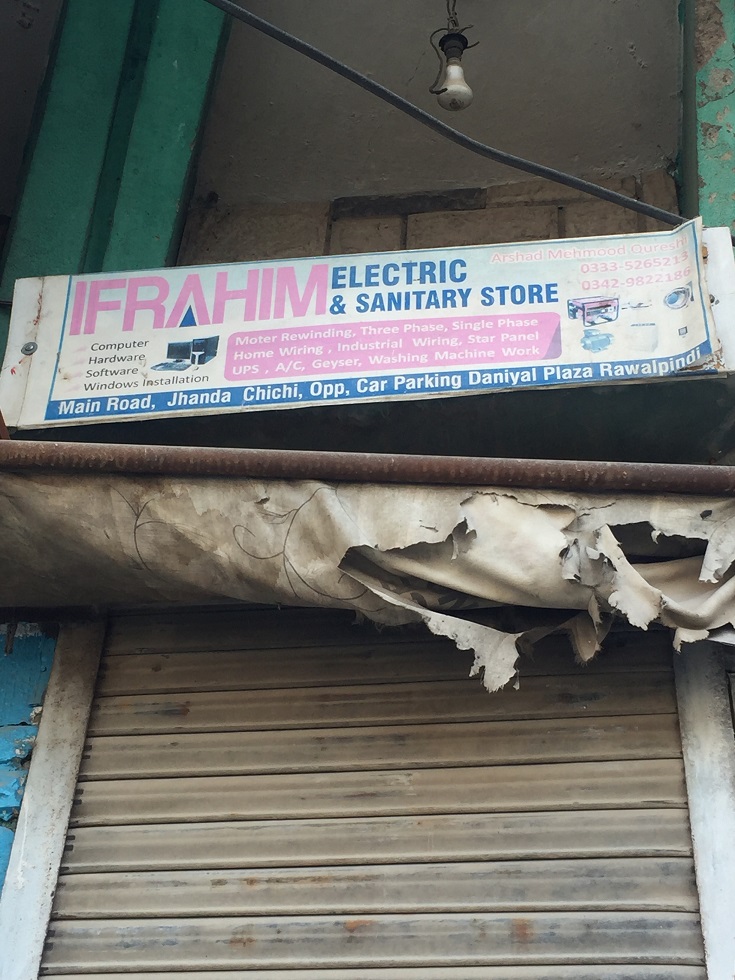 IFRAHIM ELECTRIC
& SANITARY STORE
Arshad Mehmood Qureshi
0333-5265213
0342-9822186
Computer
Hardware
Software
Windows Installation
Moter Rewinding, Three Phase, Single Phase
Home Wiring , Industrial Wiring, Star Panel
UPS , A/C, Geyser, Washing Machine Work
Main Road, Jhanda Chichi, Opp, Car Parking Daniyal Plaza Rawalpindi